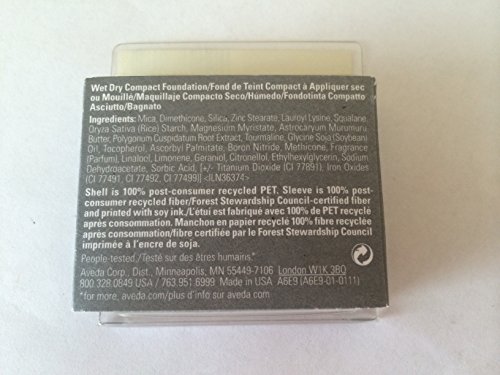 Wet Dry Compact Foundation/Fond de Teint Compact à Appliquer sec
ou Mouillé/Maquillaje Compacto Seco/Húmedo/Fondotinta Compatto
Asciutto/Bagnato
Ingredients: Mica, Dimethicone, Silica, Zinc Stearate, Lauroyl Lysine, Squalane,
Oryza Sativa (Rice) Starch, Magnesium Myristate, Astrocaryum Murumuru
Butter, Polygonum Cuspidatum Root Extract, Tourmaline, Glycine Soja (Soybean)
Oil, Tocopherol, Ascorbyl Palmitate, Boron Nitride, Methicone, Fragrance
(Parfum), Linalool, Limonene, Geraniol, Citronellol, Ethylhexylglycerin, Sodium
Dehydroacetate, Sorbic Acid, [+/- Titanium Dioxide (CI 77891), Iron Oxides
(CI 77491, CI 77492, CI 77499)] <ILN36374>
Shell is 100% post-consumer recycled PET. Sleeve is 100% post-
consumer recycled fiber/Forest Stewardship Council-certified fiber
and printed with soy ink./L'étui est fabriqué avec 100% de PET recyclé
après consommation. Manchon en papier recyclé 100% fibre recyclée
après consommation/fibre certifiée par le Forest Stewardship Council
imprimée à l'encre de soja.
People-tested./Testé sur des êtres humains.
Aveda Corp., Dist., Minneapolis, MN 55449-7106 London W1K 3BQ
800.328.0849 USA / 763.951.6999 Made in USA A6E9 (A6E9-01-0111)
*for more, aveda.com/plus d'info sur aveda.com